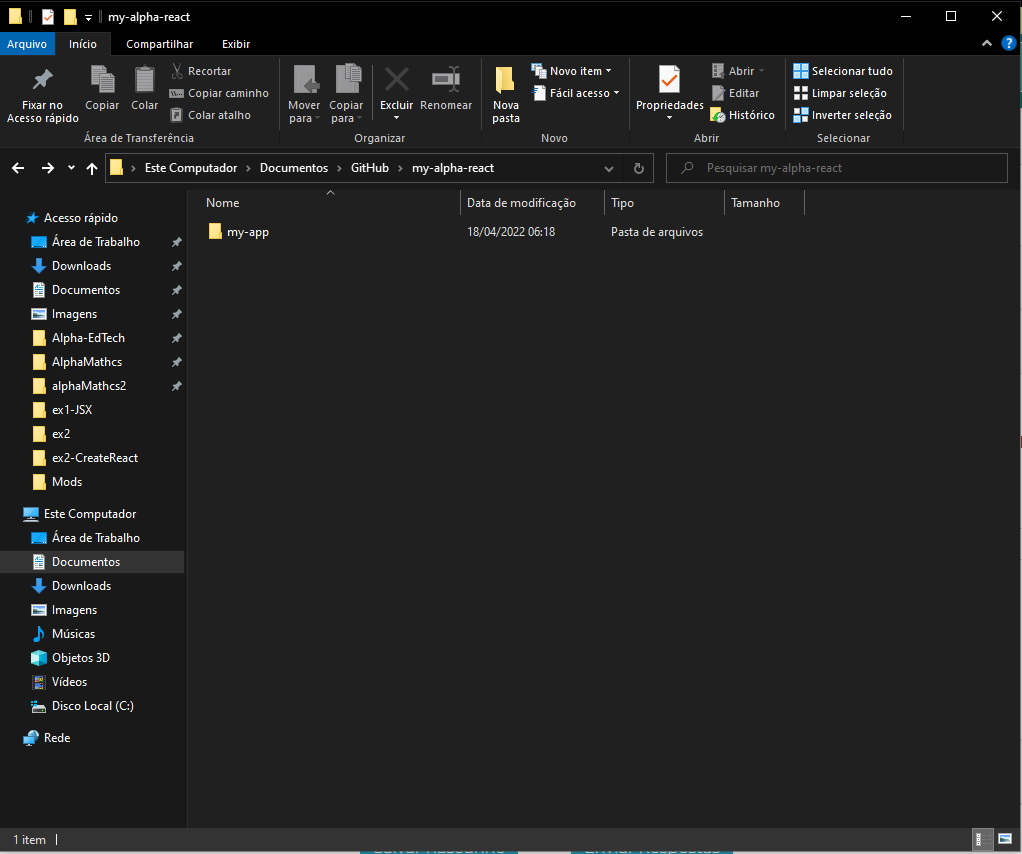 my-alpha-react
Arquivo Início Compartilhar Exibir
Fixar no Acesso rápido
Copiar
Colar
Recortar
Copiar caminho
Colar atalho
Área de Transferência
Mover para
Copiar para
Excluir
Renomear
Organizar
Nova pasta
Novo item
Fácil acesso
Novo
Propriedades
Abrir
Editar
Histórico
Abrir
Selecionar tudo
Limpar seleção
Inverter seleção
Selecionar
Este Computador > Documentos > GitHub > my-alpha-react
Pesquisar my-alpha-react
Nome Data de modificação Tipo Tamanho
my-app 18/04/2022 06:18 Pasta de arquivos
Acesso rápido
Área de Trabalho
Downloads
Documentos
Imagens
Alpha-EdTech
AlphaMathcs
alphaMathcs2
ex1-JSX
ex2
ex2-CreateReact
Mods
Este Computador
Área de Trabalho
Documentos
Downloads
Imagens
Músicas
Objetos 3D
Vídeos
Disco Local (C:)
Rede
1 item